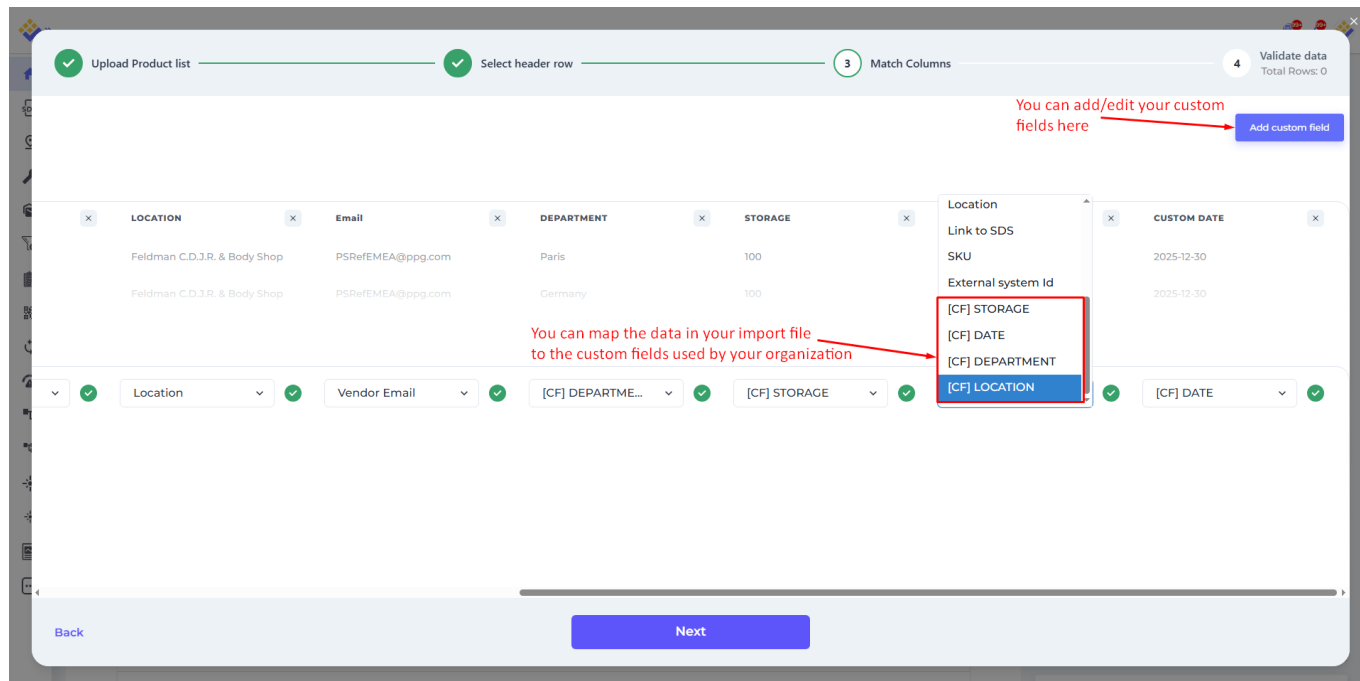 Upload Product list
Select header row
3
Match Columns
4
Validate data
Total Rows: 0
You can add/edit your custom
fields here
Add custom field
LOCATION
Email
DEPARTMENT
STORAGE
CUSTOM DATE
Feldman C.D.J.R. & Body Shop
PSRefEMEA@ppg.com
Paris
100
2025-12-30
Feldman C.D.J.R. & Body Shop
PSRefEMEA@ppg.com
Germany
100
2025-12-30
Location
Link to SDS
SKU
External system Id
[CF] STORAGE
[CF] DATE
[CF] DEPARTMENT
[CF] LOCATION
You can map the data in your import file
to the custom fields used by your organization
Location
Vendor Email
[CF] DEPARTME...
[CF] STORAGE
[CF] DATE
Back
Next